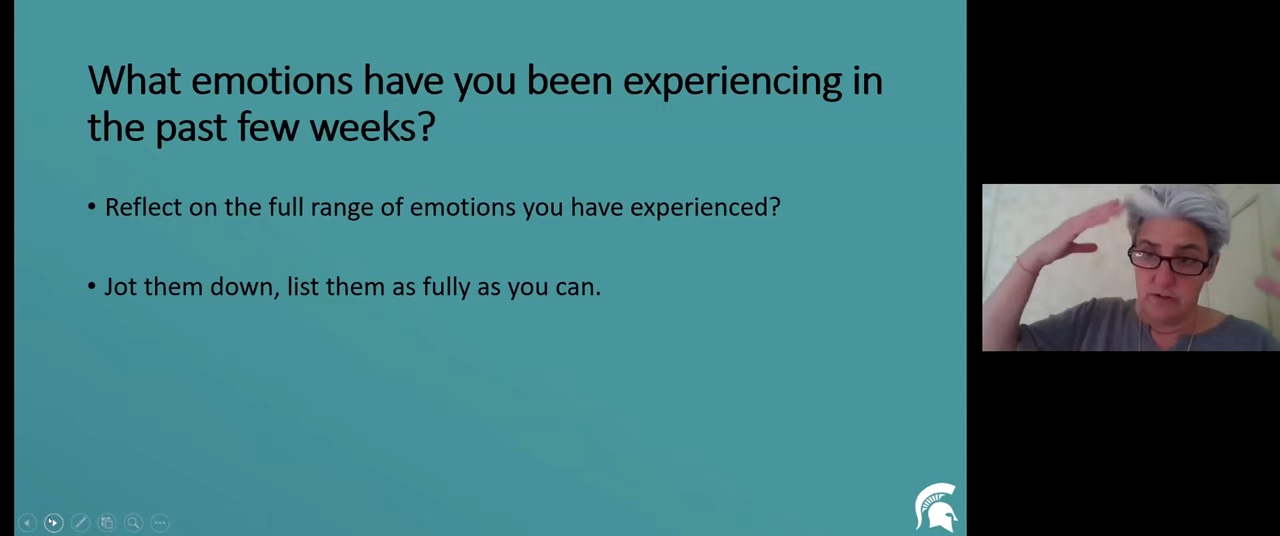 What emotions have you been experiencing in
the past few weeks?
• Reflect on the full range of emotions you have experienced?
• Jot them down, list them as fully as you can.